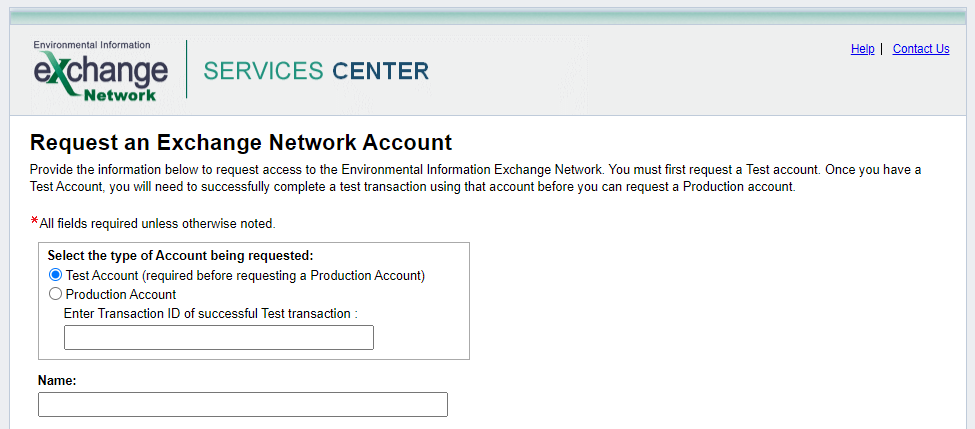 Environmental Information
eXchange
Network
SERVICES CENTER
Help | Contact Us
Request an Exchange Network Account
Provide the information below to request access to the Environmental Information Exchange Network. You must first request a Test account. Once you have a
Test Account, you will need to successfully complete a test transaction using that account before you can request a Production account.
*All fields required unless otherwise noted.
Select the type of Account being requested:
Test Account (required before requesting a Production Account)
Production Account
Enter Transaction ID of successful Test transaction :
Name: